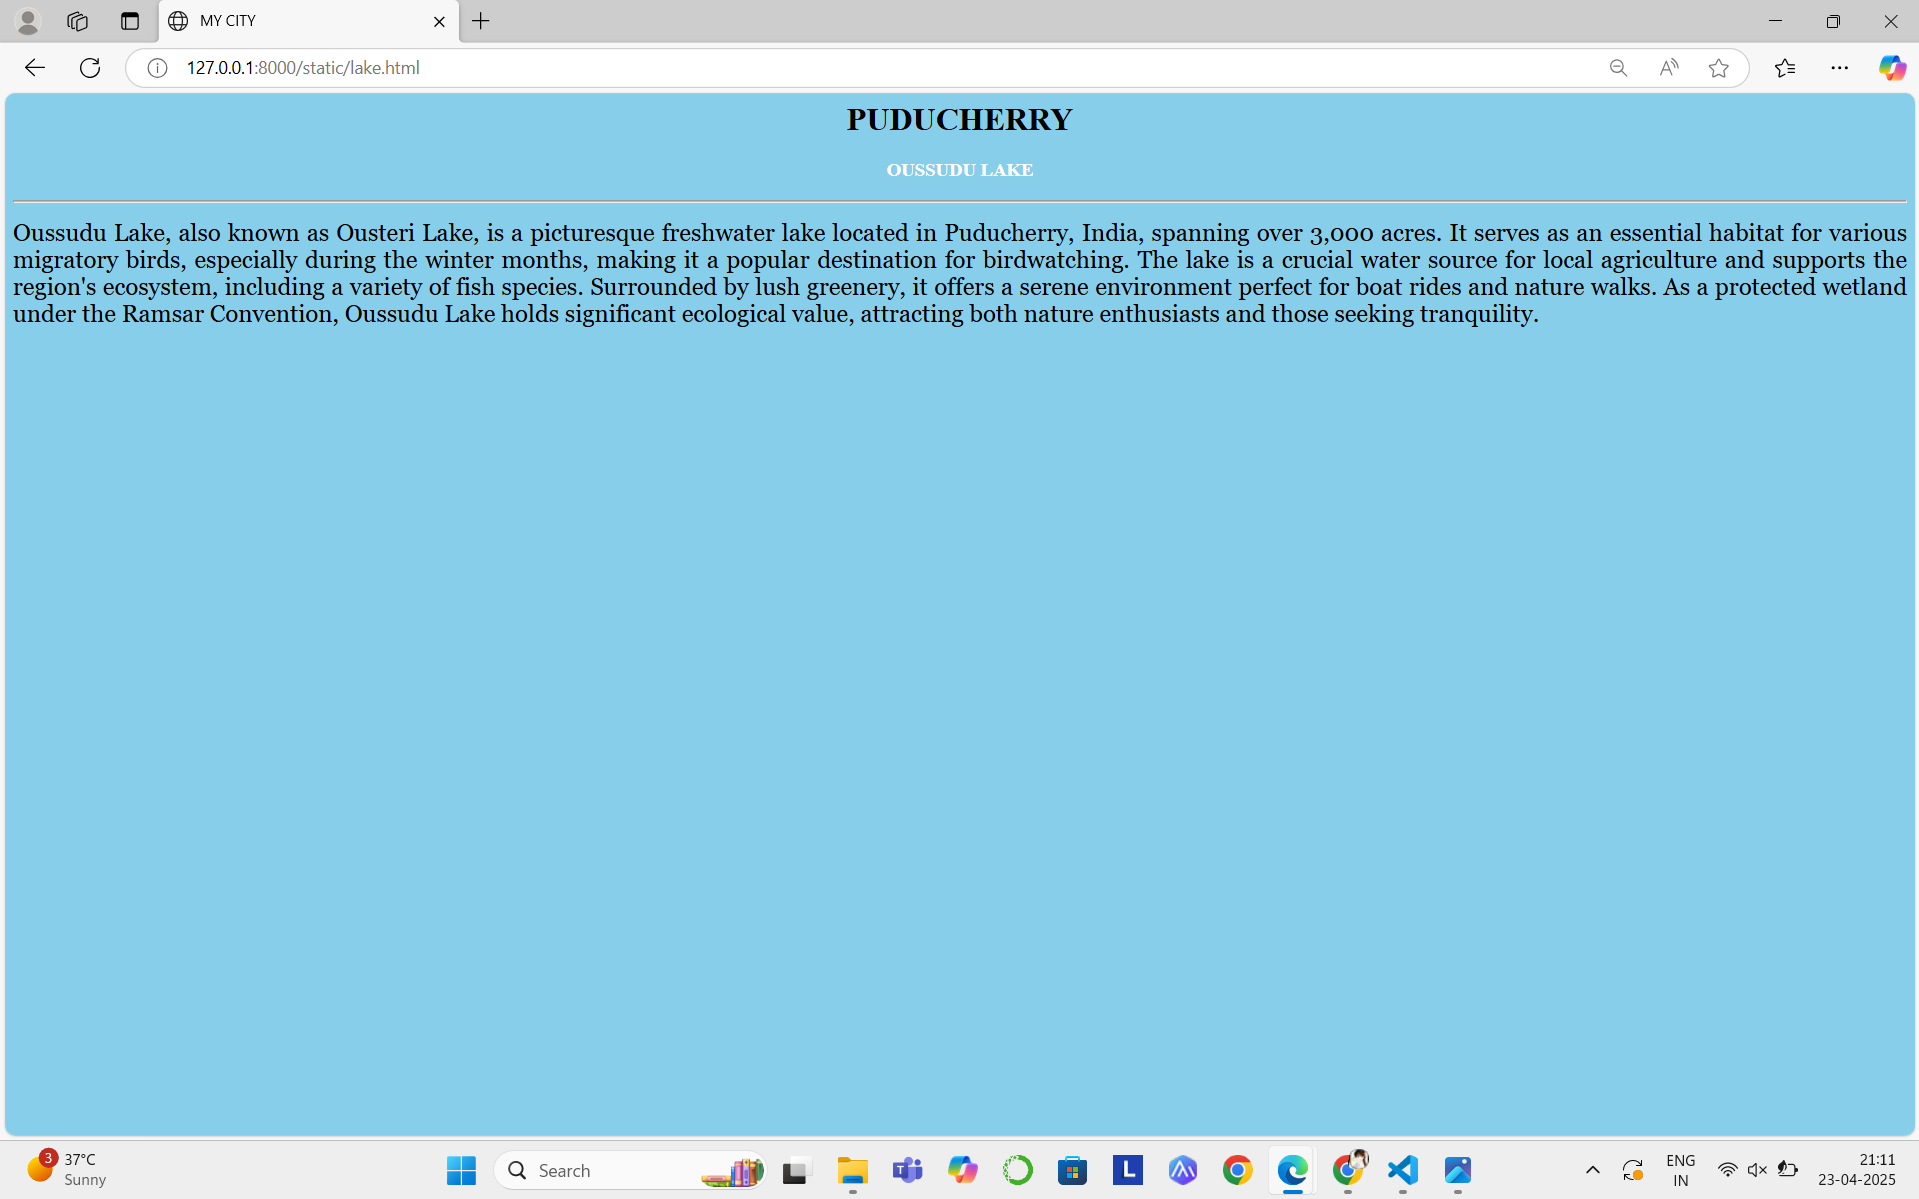 MY CITY
127.0.0.1:8000/static/lake.html
PUDUCHERRY
OUSSUDU LAKE
Oussudu Lake, also known as Ousteri Lake, is a picturesque freshwater lake located in Puducherry, India, spanning over 3,000 acres. It serves as an essential habitat for various
migratory birds, especially during the winter months, making it a popular destination for birdwatching. The lake is a crucial water source for local agriculture and supports the
region's ecosystem, including a variety of fish species. Surrounded by lush greenery, it offers a serene environment perfect for boat rides and nature walks. As a protected wetland
under the Ramsar Convention, Oussudu Lake holds significant ecological value, attracting both nature enthusiasts and those seeking tranquility.
3
37°C
Sunny
Search
T
L
ENG
IN
21:11
23-04-2025